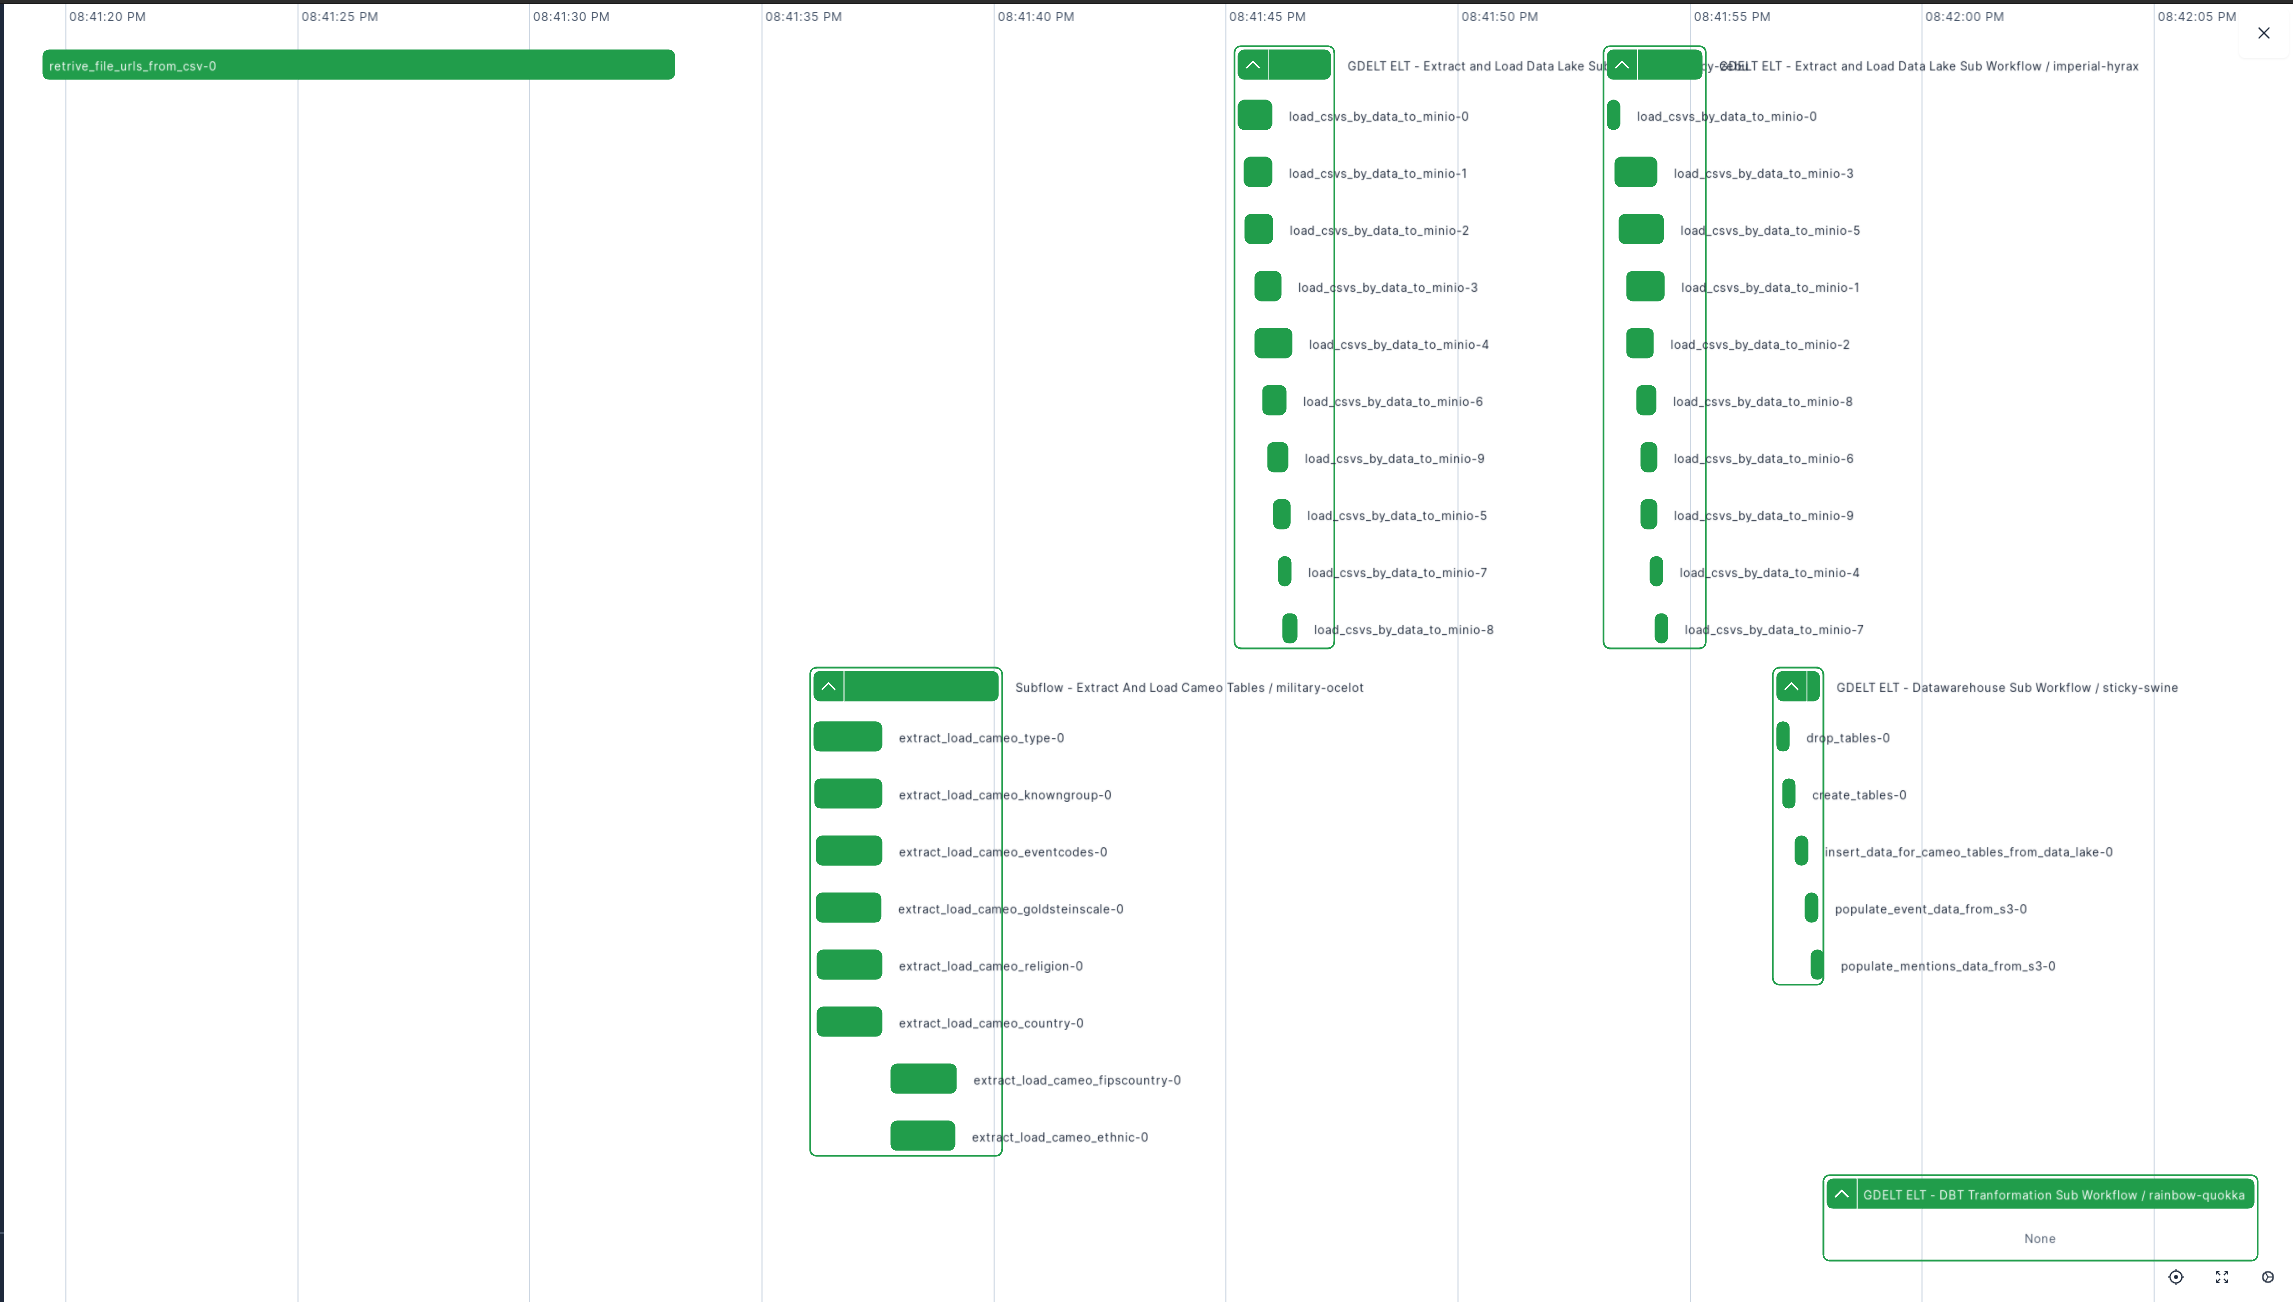 08:41:20 PM
08:41:25 PM
08:41:30 PM
08:41:35 PM
08:41:40 PM
08:41:45 PM
08:41:50 PM
08:41:55 PM
08:42:00 PM
08:42:05 PM
retrive_file_urls_from_csv-0
GDELT ELT - Extract and Load Data Lake Sub
GDELT ELT - Extract and Load Data Lake Sub Workflow / imperial-hyrax
load_csvs_by_data_to_minio-0
load_csvs_by_data_to_minio-0
load_csvs_by_data_to_minio-1
load_csvs_by_data_to_minio-3
load_csvs_by_data_to_minio-2
load_csvs_by_data_to_minio-5
load_csvs_by_data_to_minio-3
load_csvs_by_data_to_minio-1
load_csvs_by_data_to_minio-4
load_csvs_by_data_to_minio-2
load_csvs_by_data_to_minio-6
load_csvs_by_data_to_minio-8
load_csvs_by_data_to_minio-9
load_csvs_by_data_to_minio-6
load_csvs_by_data_to_minio-5
load_csvs_by_data_to_minio-9
load_csvs_by_data_to_minio-7
load_csvs_by_data_to_minio-4
load_csvs_by_data_to_minio-8
load_csvs_by_data_to_minio-7
Subflow - Extract And Load Cameo Tables / military-ocelot
GDELT ELT - Datawarehouse Sub Workflow / sticky-swine
extract_load_cameo_type-0
drop_tables-0
extract_load_cameo_knowngroup-0
create_tables-0
extract_load_cameo_eventcodes-0
insert_data_for_cameo_tables_from_data_lake-0
extract_load_cameo_goldsteinscale-0
populate_event_data_from_s3-0
extract_load_cameo_religion-0
populate_mentions_data_from_s3-0
extract_load_cameo_country-0
extract_load_cameo_fipscountry-0
extract_load_cameo_ethnic-0
GDELT ELT - DBT Tranformation Sub Workflow / rainbow-quokka
None